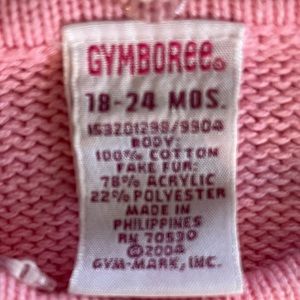 GYMBOREE®
18-24 MOS.
BODY:
100% COTTON
FAKE FUR:
78% ACRYLIC
22% POLYESTER
MADE IN
PHILIPPINES
RN 70590
©2004
GYM-MARK, INC.